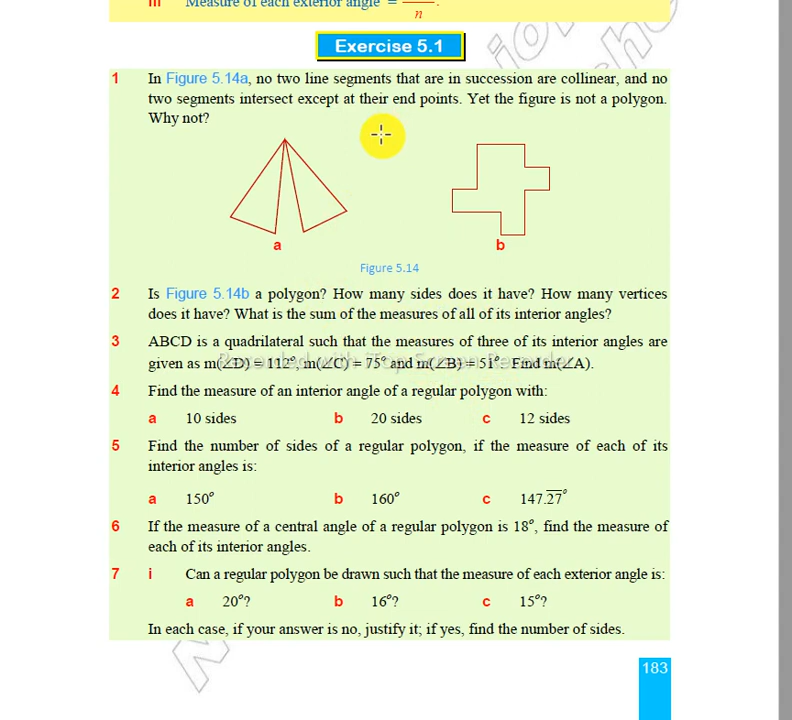 iii Measure of each exterior angle =
n
Exercise 5.1
1 In Figure 5.14a, no two line segments that are in succession are collinear, and no
two segments intersect except at their end points. Yet the figure is not a polygon.
Why not?
a b
Figure 5.14
2 Is Figure 5.14b a polygon? How many sides does it have? How many vertices
does it have? What is the sum of the measures of all of its interior angles?
3 ABCD is a quadrilateral such that the measures of three of its interior angles are
given as m(∠D) = 112°, m(∠C) = 75° and m(∠B) = 51°. Find m(∠A).
Recorded with iTop Screen Recorder
4 Find the measure of an interior angle of a regular polygon with:
a 10 sides b 20 sides c 12 sides
5 Find the number of sides of a regular polygon, if the measure of each of its
interior angles is:
a 150° b 160° c 147.2̅7̅°
6 If the measure of a central angle of a regular polygon is 18°, find the measure of
each of its interior angles.
7 i Can a regular polygon be drawn such that the measure of each exterior angle is:
a 20°? b 16°? c 15°?
In each case, if your answer is no, justify it; if yes, find the number of sides.
183